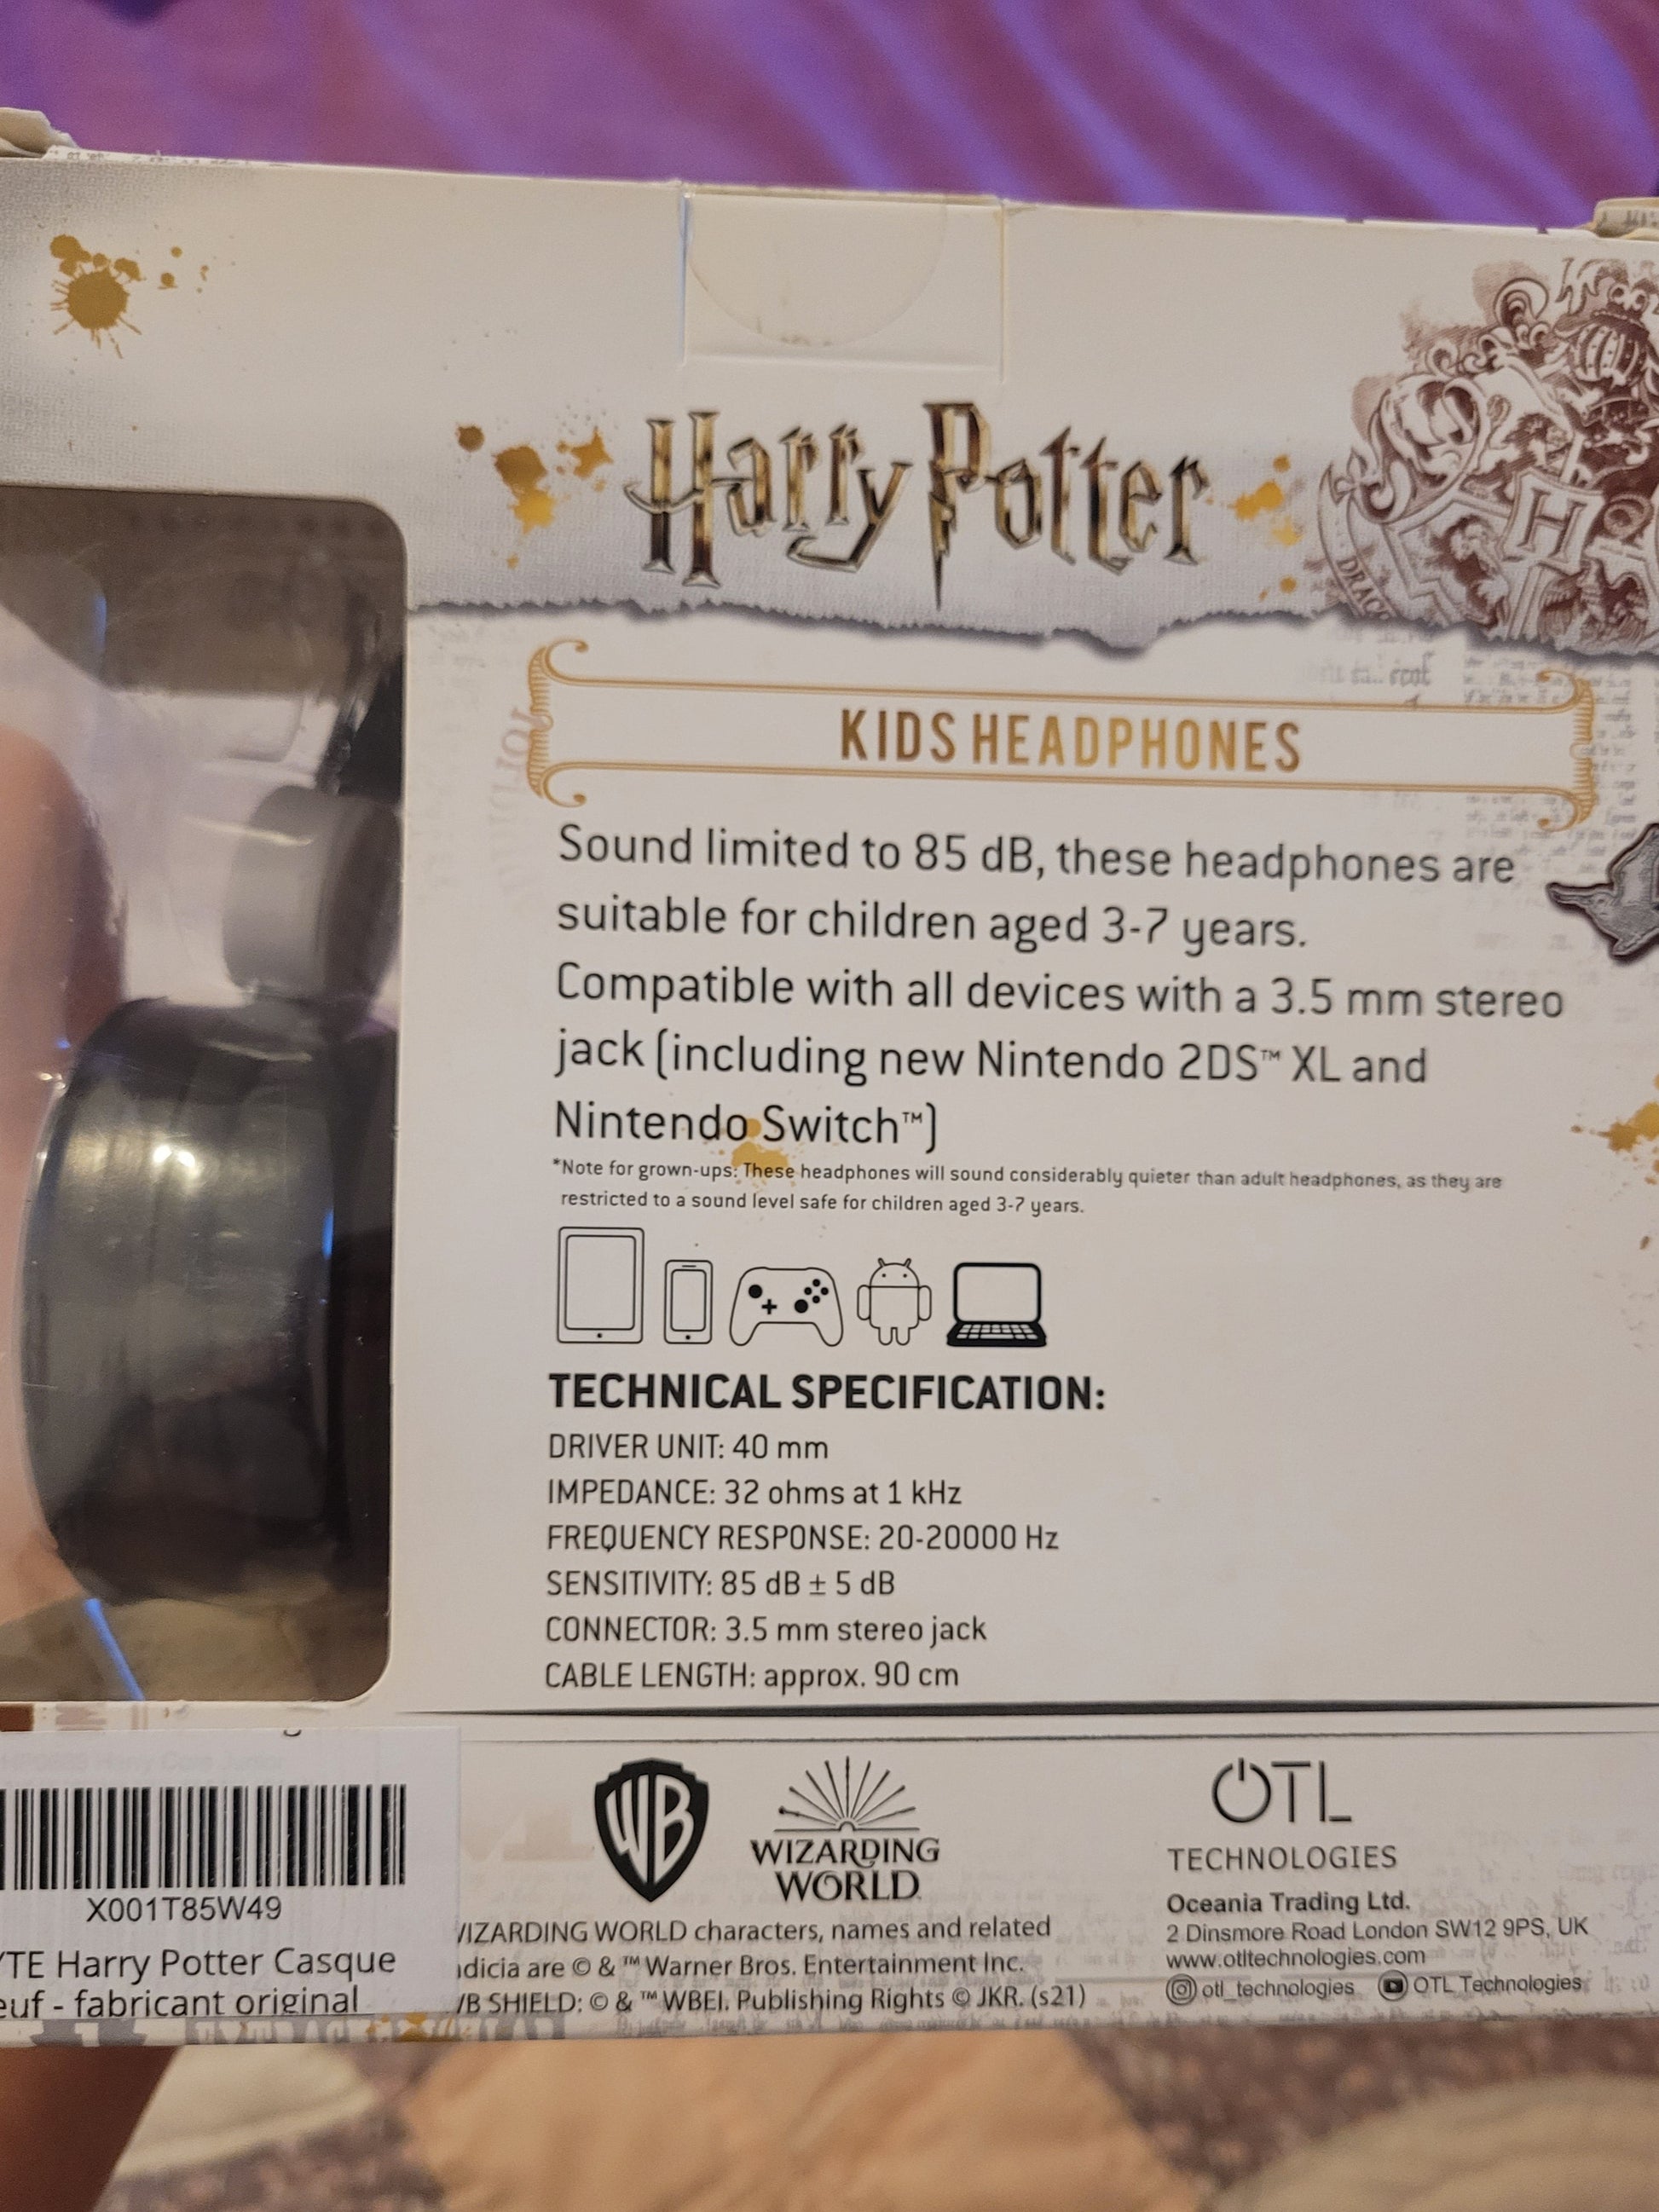 Harry Potter
DRAC
H
KIDS HEADPHONES
Sound limited to 85 dB, these headphones are
suitable for children aged 3-7 years.
Compatible with all devices with a 3.5 mm stereo
jack (including new Nintendo 2DS™ XL and
Nintendo Switch™)
*Note for grown-ups: These headphones will sound considerably quieter than adult headphones, as they are
restricted to a sound level safe for children aged 3-7 years.
TECHNICAL SPECIFICATION:
DRIVER UNIT: 40 mm
IMPEDANCE: 32 ohms at 1 kHz
FREQUENCY RESPONSE: 20-20000 Hz
SENSITIVITY: 85 dB ± 5 dB
CONNECTOR: 3.5 mm stereo jack
CABLE LENGTH: approx. 90 cm
X001T85W49
YTE Harry Potter Casque
euf - fabricant original
WB
WIZARDING
WORLD
IZARDING WORLD characters, names and related
dicia are © & ™ Warner Bros. Entertainment Inc.
B SHIELD: © & ™ WBEI. Publishing Rights © JKR. (s21)
OTL
TECHNOLOGIES
Oceania Trading Ltd.
2 Dinsmore Road London SW12 9PS, UK
www.otltechnologies.com
otl_technologies OTL Technologies